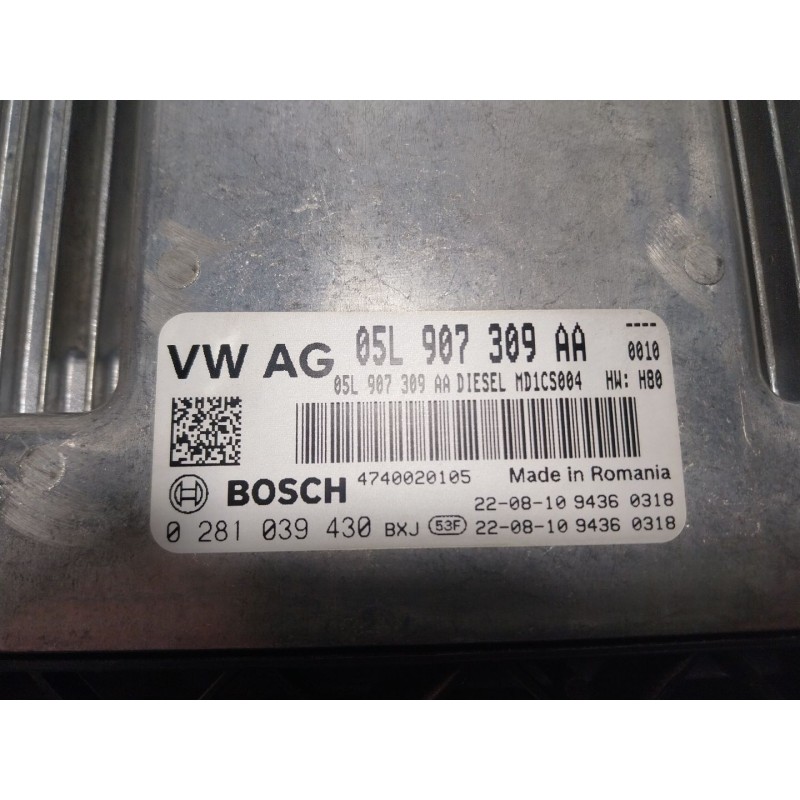 VW AG 05L 907 309 AA ----
0010
05L 907 309 AA DIESEL MD1CS004 HW: H80
4740020105 Made in Romania
BOSCH 22-08-10 9436 0318
0 281 039 430 BXJ 53F 22-08-10 9436 0318